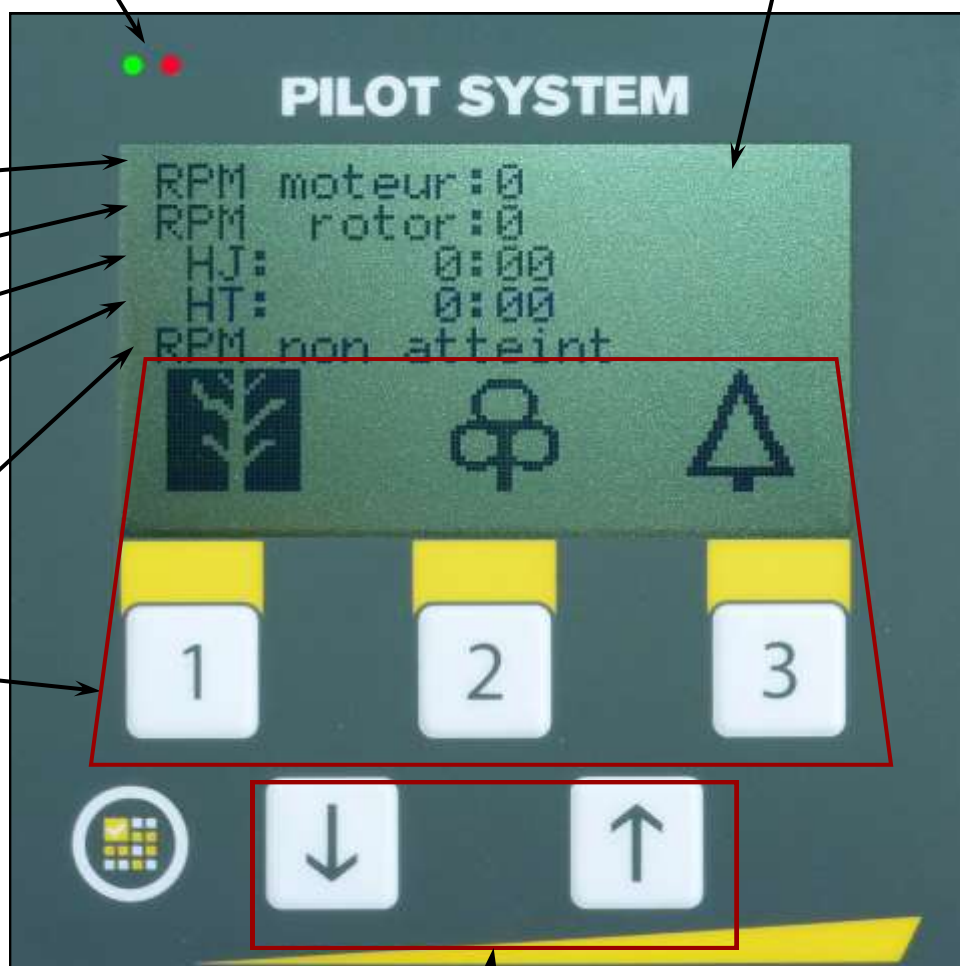 PILOT SYSTEM
RPM moteur:0
RPM rotor:0
HJ: 0:00
HT: 0:00
RPM non atteint
1 2 3
↓ ↑